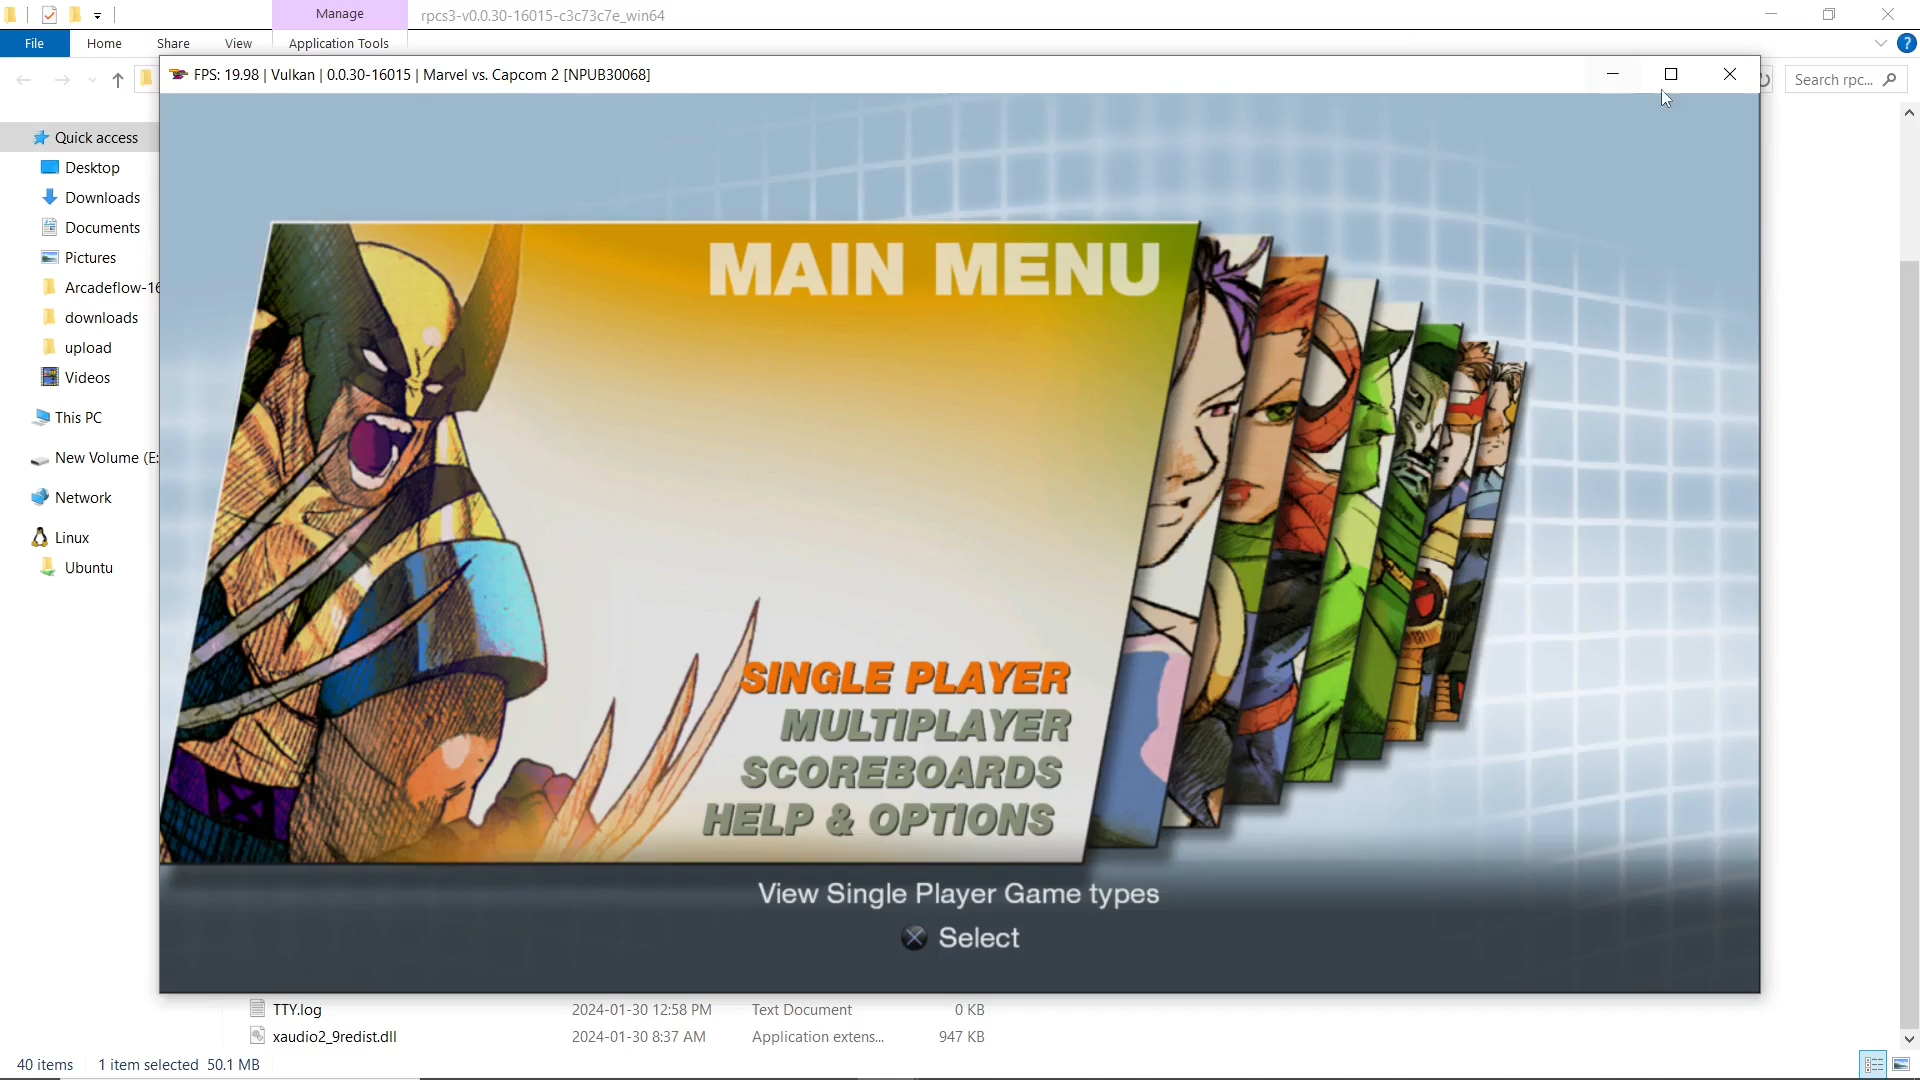 Manage
rpcs3-v0.0.30-16015-c3c73c7e_win64
File
Home
Share
View
Application Tools
FPS: 19.98 | Vulkan | 0.0.30-16015 | Marvel vs. Capcom 2 [NPUB30068]
Search rpc...
Quick access
Desktop
Downloads
Documents
Pictures
Arcadeflow-16
downloads
upload
Videos
This PC
New Volume (E:
Network
Linux
Ubuntu
MAIN MENU
SINGLE PLAYER
MULTIPLAYER
SCOREBOARDS
HELP & OPTIONS
View Single Player Game types
Select
TTY.log 2024-01-30 12:58 PM Text Document 0 KB
xaudio2_9redist.dll 2024-01-30 8:37 AM Application extens... 947 KB
40 items 1 item selected 50.1 MB